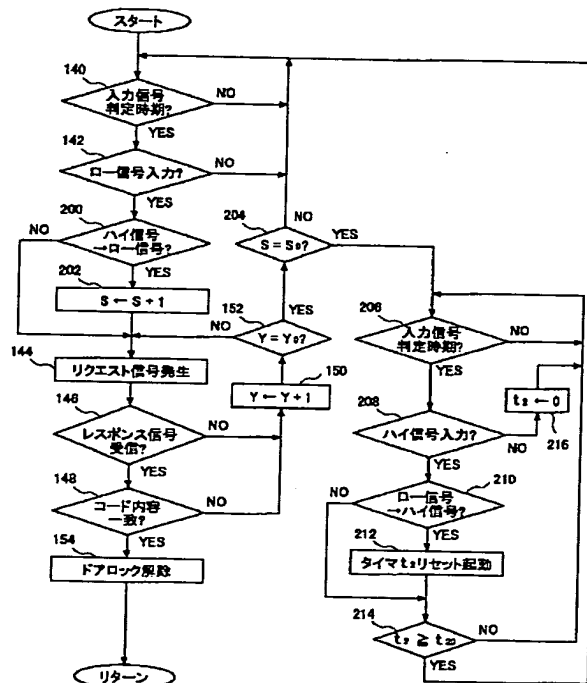 スタート
140
入力信号
判定時期?
NO
YES
142
ロー信号入力?
NO
YES
200
NO
ハイ信号
→ロー信号?
YES
202
S ← S + 1
144
リクエスト信号発生
146
レスポンス信号
受信?
NO
YES
148
コード内容
一致?
NO
YES
154
ドアロック解除
リターン
204
NO
S = S₀?
YES
152
YES
NO
Y = Y₀?
150
Y ← Y + 1
206
入力信号
判定時期?
NO
YES
208
ハイ信号入力?
NO
t₂ ← 0
216
YES
210
NO
ロー信号
→ハイ信号?
YES
212
タイマ t₂ リセット起動
214
t₂ ≧ t₂₀
NO
YES